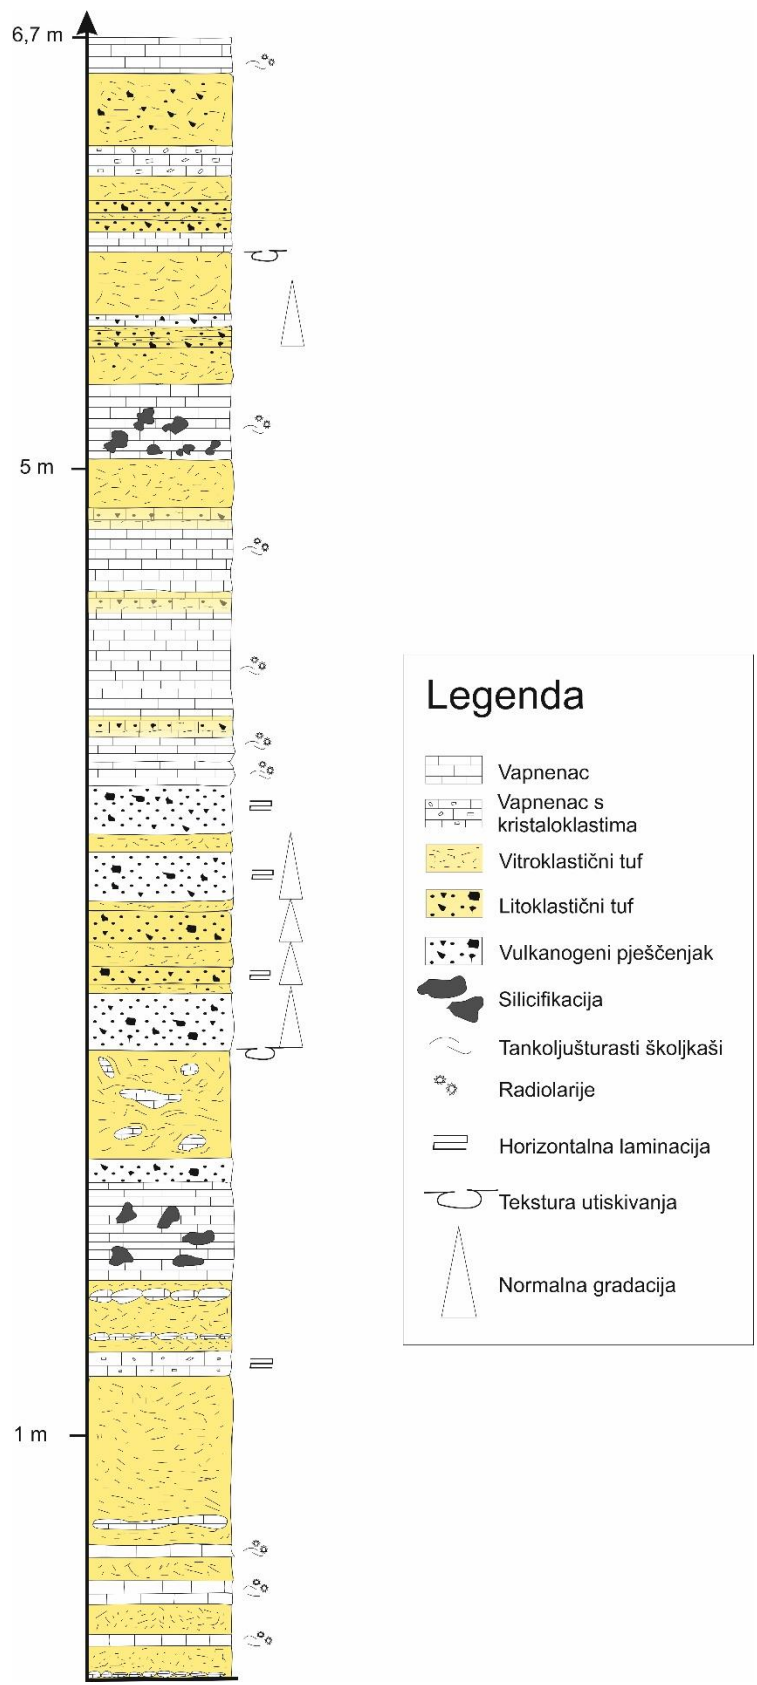 6,7 m
5 m
1 m
Legenda
Vapnenac
Vapnenac s
kristaloklastima
Vitroklastični tuf
Litoklastični tuf
Vulkanogeni pješčenjak
Silicifikacija
Tankoljušturasti školjkaši
Radiolarije
Horizontalna laminacija
Tekstura utiskivanja
Normalna gradacija